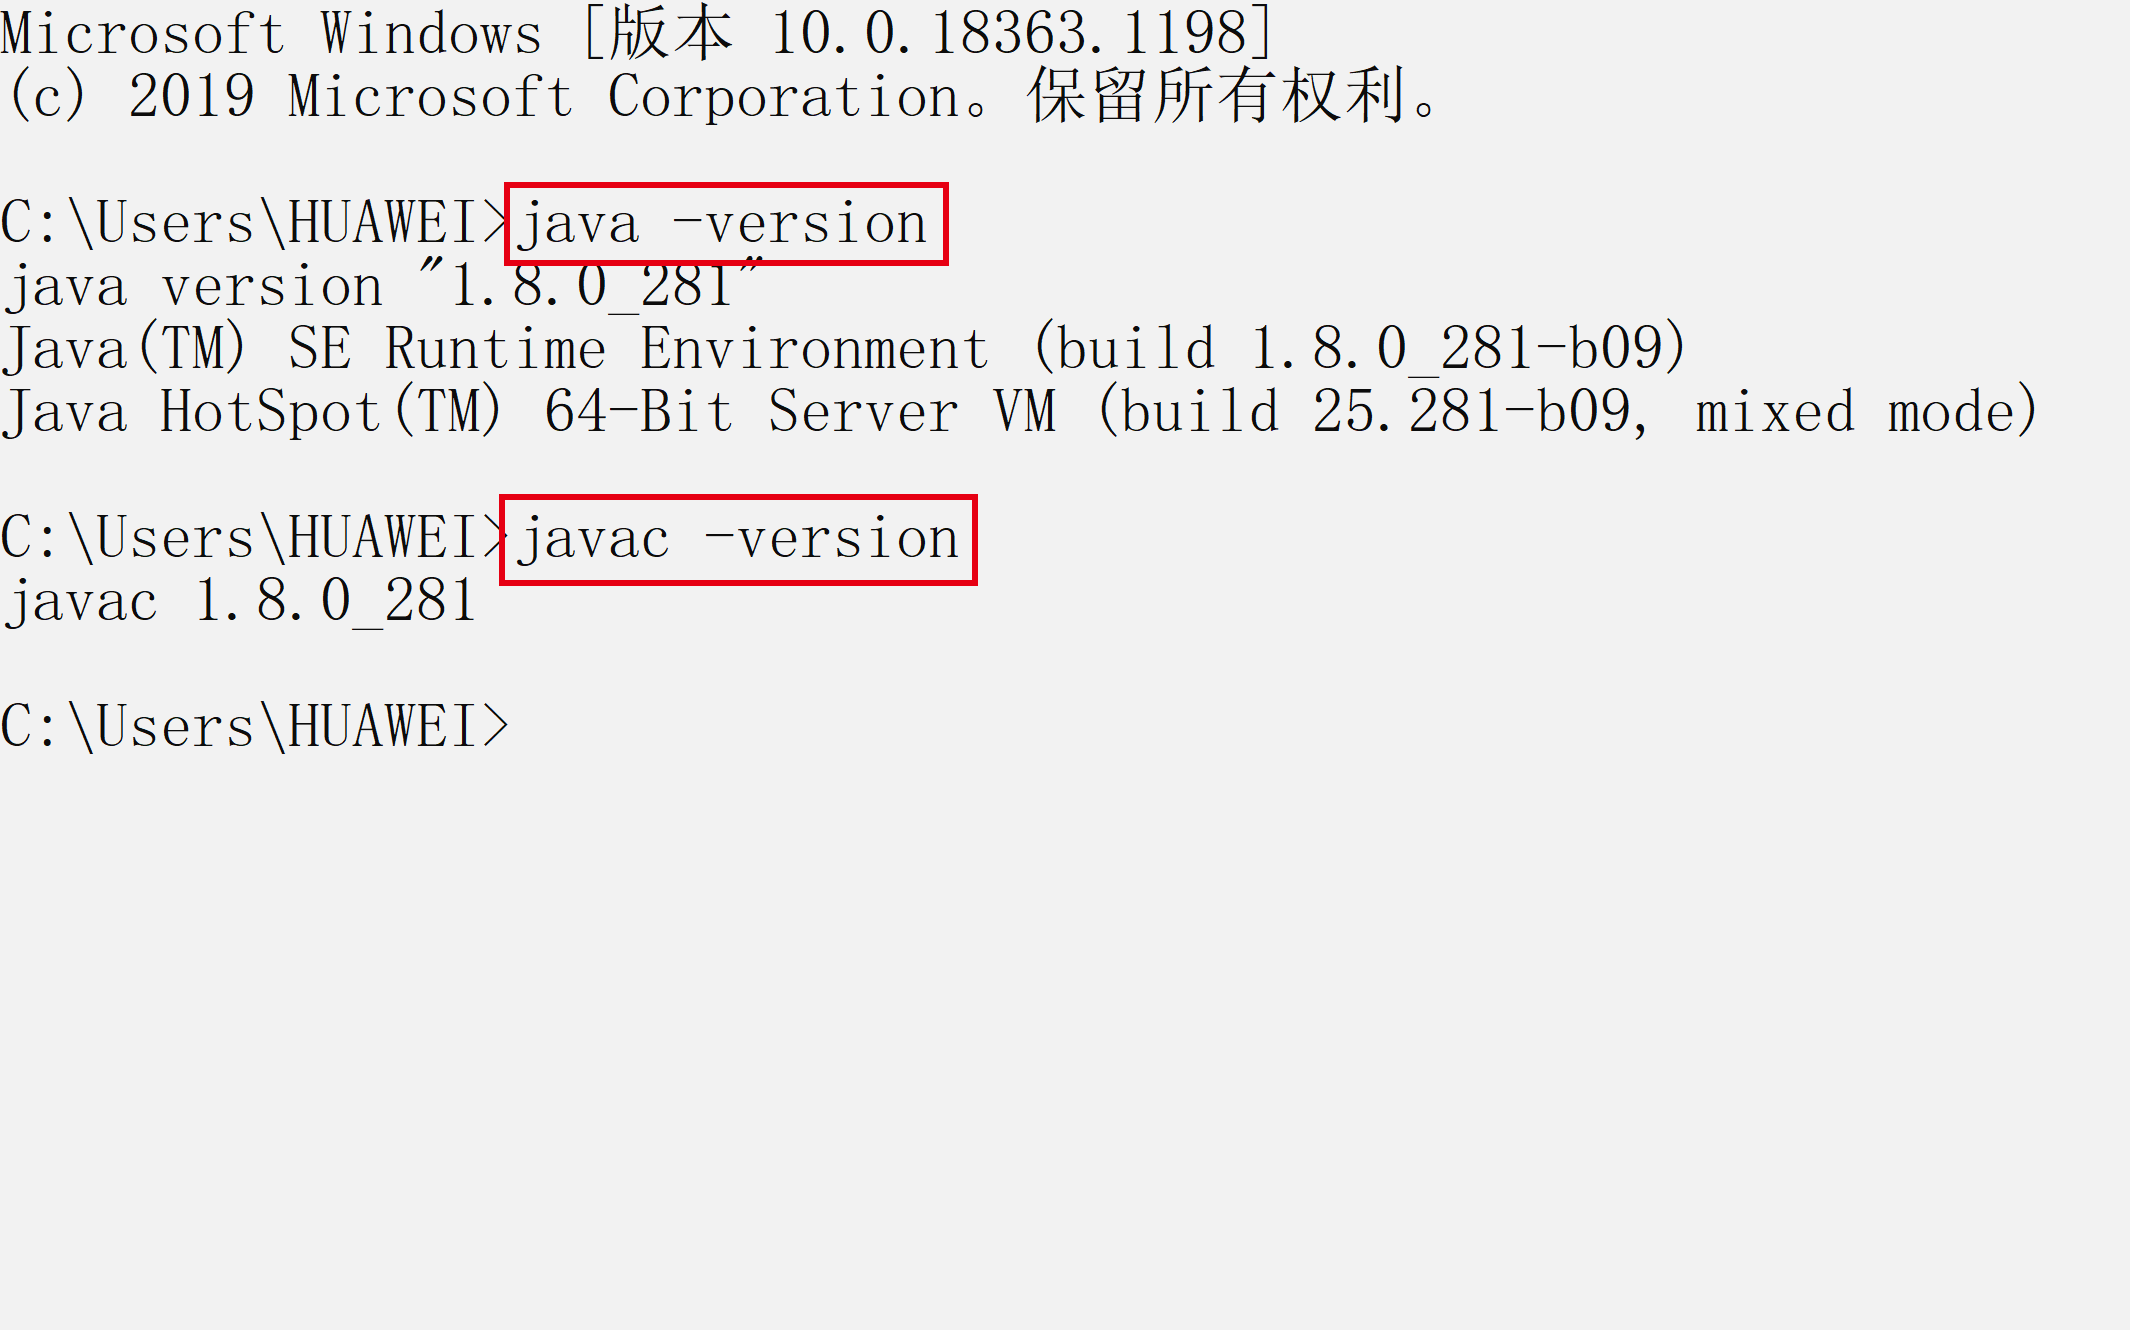 Microsoft Windows [版本 10.0.18363.1198]
(c) 2019 Microsoft Corporation。保留所有权利。
C:\Users\HUAWEI>java -version
java version "1.8.0_281"
Java(TM) SE Runtime Environment (build 1.8.0_281-b09)
Java HotSpot(TM) 64-Bit Server VM (build 25.281-b09, mixed mode)
C:\Users\HUAWEI>javac -version
javac 1.8.0_281
C:\Users\HUAWEI>